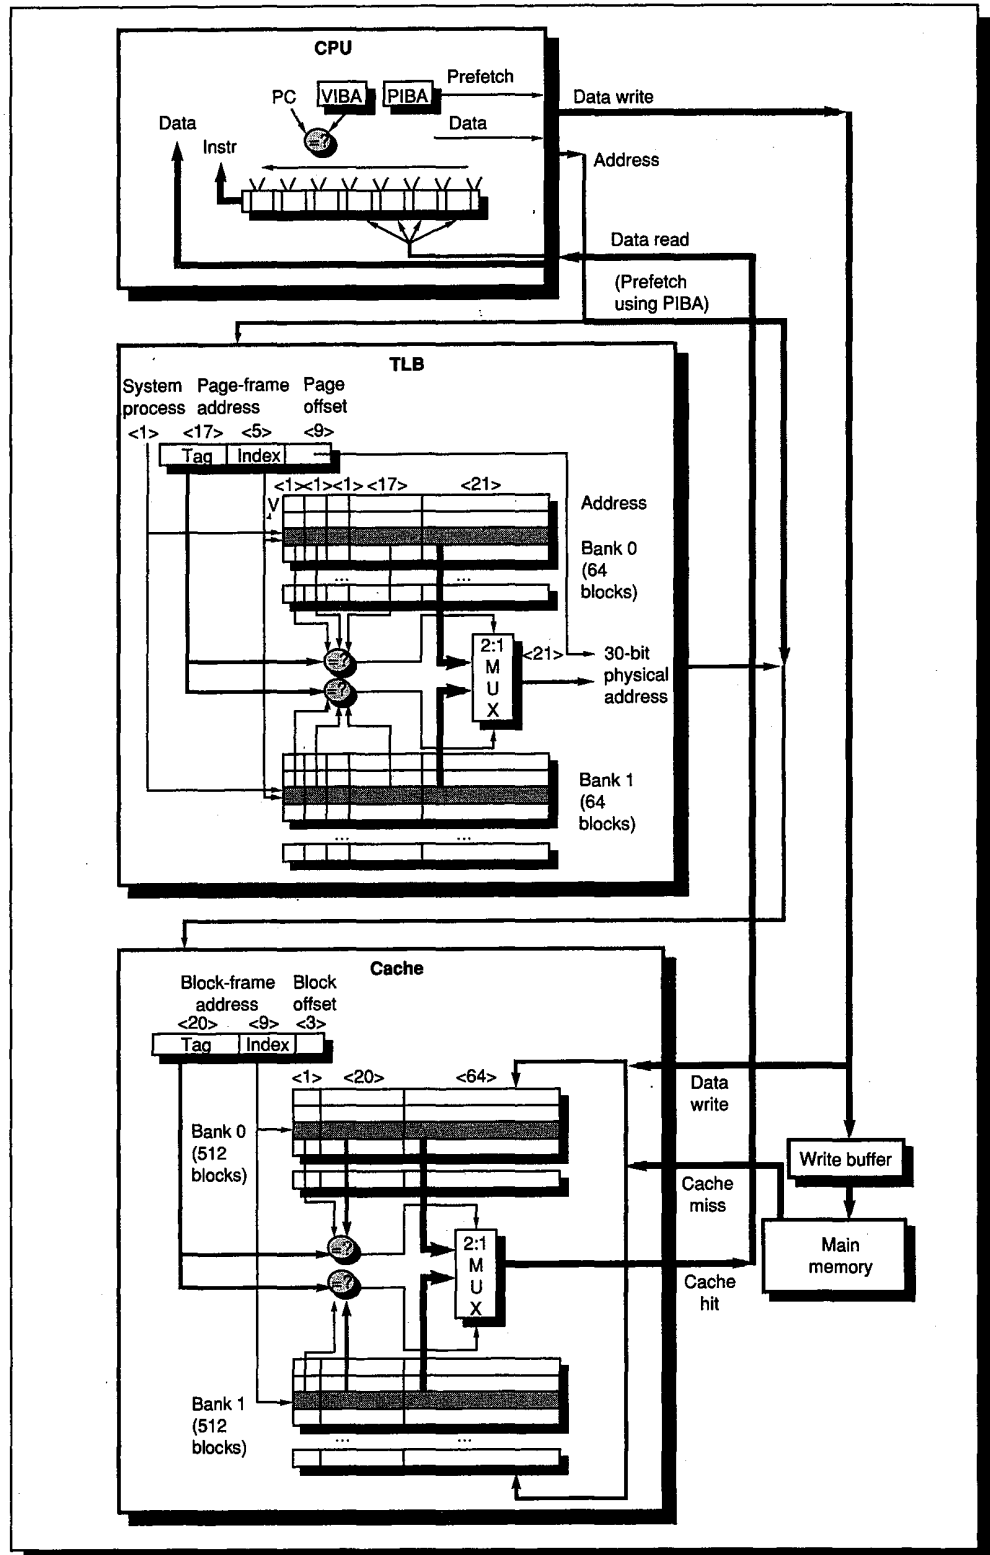 CPU
PC
VIBA
PIBA
Prefetch
=?
Data
Data
Instr
Data write
Address
Data read
(Prefetch
using PIBA)
TLB
System
process
<1>
Page-frame
address
<17> <5>
Page
offset
<9>
Tag
Index
<1><1><1> <17> <21>
V
Address
Bank 0
(64
blocks)
... ...
=?
=?
2:1
M
U
X
<21>
30-bit
physical
address
Bank 1
(64
blocks)
... ...
Cache
Block-frame
address
<20> <9>
Block
offset
<3>
Tag
Index
<1> <20> <64>
Bank 0
(512
blocks)
=?
=?
2:1
M
U
X
Bank 1
(512
blocks)
... ...
Data
write
Cache
miss
Cache
hit
Write buffer
Main
memory